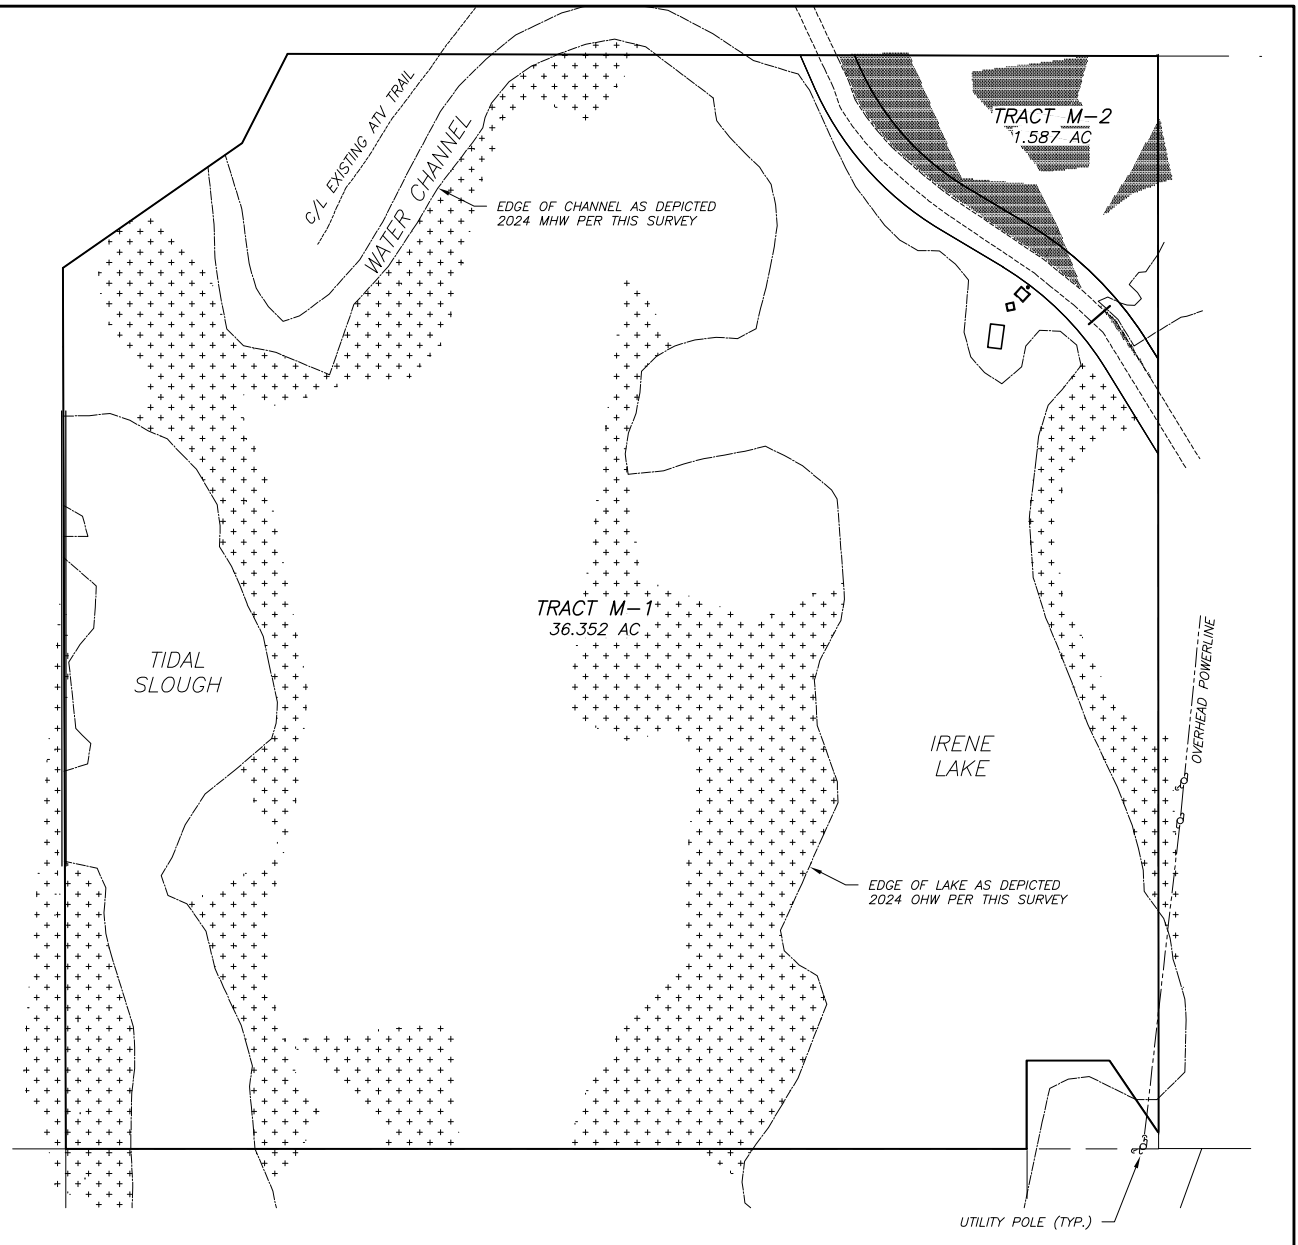 C/L EXISTING ATV TRAIL
WATER CHANNEL
TRACT M-2
1.587 AC
EDGE OF CHANNEL AS DEPICTED
2024 MHW PER THIS SURVEY
TRACT M-1
36.352 AC
TIDAL
SLOUGH
OVERHEAD POWERLINE
IRENE
LAKE
EDGE OF LAKE AS DEPICTED
2024 OHW PER THIS SURVEY
UTILITY POLE (TYP.)